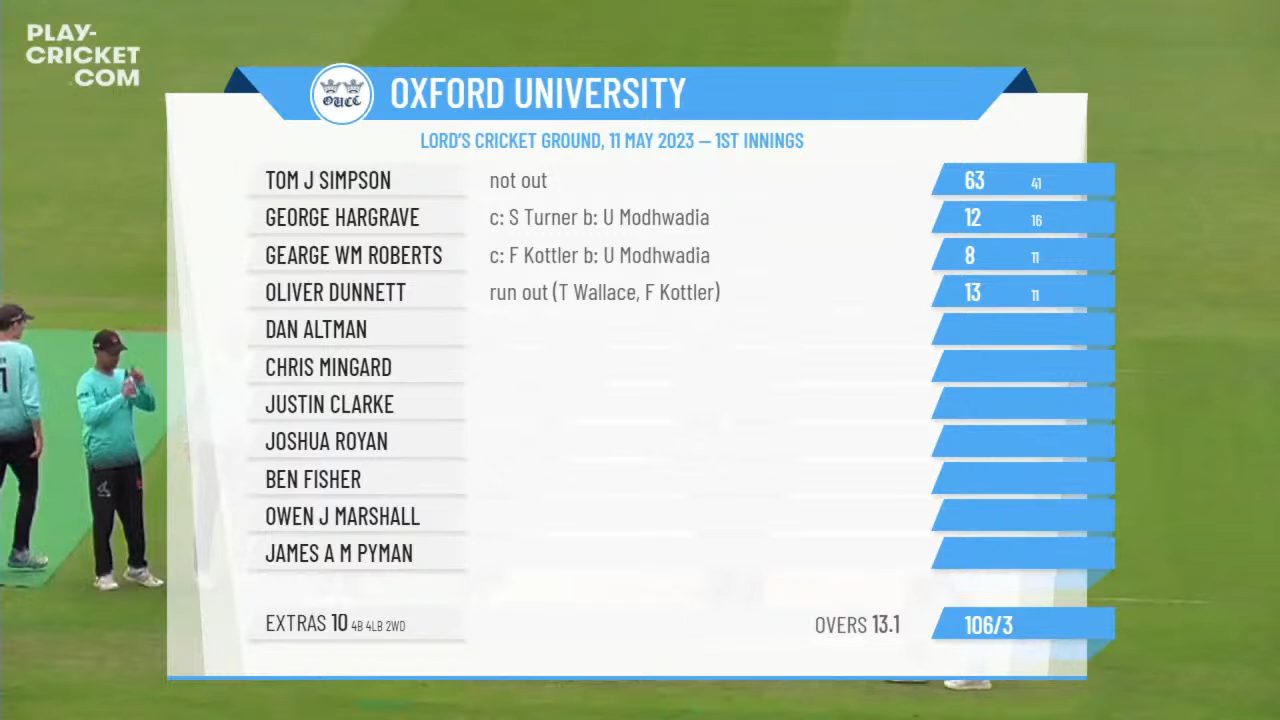 PLAY-
CRICKET
.COM
OUCC
OXFORD UNIVERSITY
LORD'S CRICKET GROUND, 11 MAY 2023 – 1ST INNINGS
TOM J SIMPSON not out 63 41
GEORGE HARGRAVE c: S Turner b: U Modhwadia 12 16
GEARGE WM ROBERTS c: F Kottler b: U Modhwadia 8 11
OLIVER DUNNETT run out (T Wallace, F Kottler) 13 11
DAN ALTMAN
CHRIS MINGARD
JUSTIN CLARKE
JOSHUA ROYAN
BEN FISHER
OWEN J MARSHALL
JAMES A M PYMAN
EXTRAS 10 4B 4LB 2WD OVERS 13.1 106/3